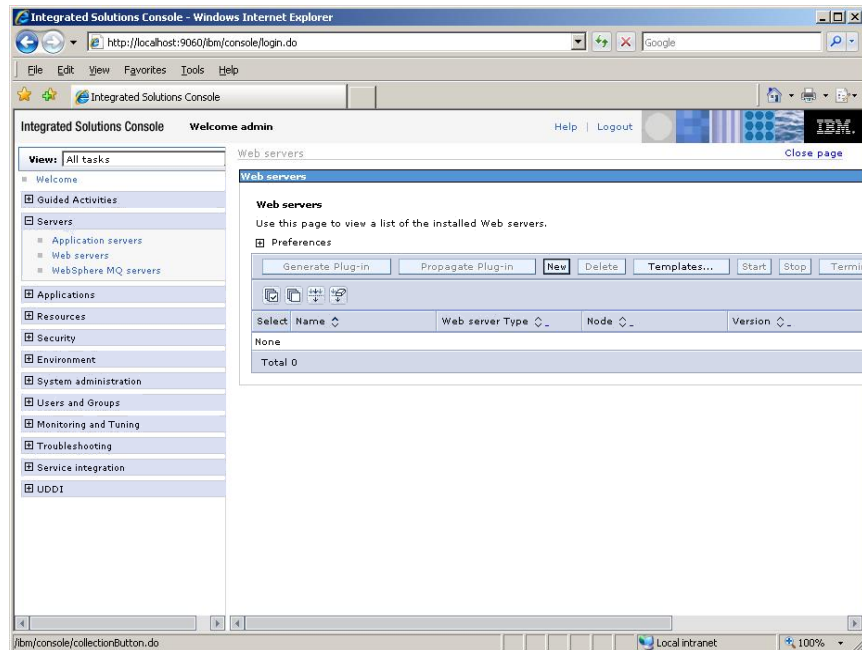 Integrated Solutions Console - Windows Internet Explorer
http://localhost:9060/ibm/console/login.do
Google
File Edit View Favorites Tools Help
Integrated Solutions Console
Integrated Solutions Console Welcome admin Help | Logout IBM.
View: All tasks
Welcome
Guided Activities
Servers
Application servers
Web servers
WebSphere MQ servers
Applications
Resources
Security
Environment
System administration
Users and Groups
Monitoring and Tuning
Troubleshooting
Service integration
UDDI
Web servers Close page
Web servers
Web servers
Use this page to view a list of the installed Web servers.
Preferences
Generate Plug-in Propagate Plug-in New Delete Templates... Start Stop Termi
Select Name Web server Type Node Version
None
Total 0
/ibm/console/collectionButton.do Local intranet 100%